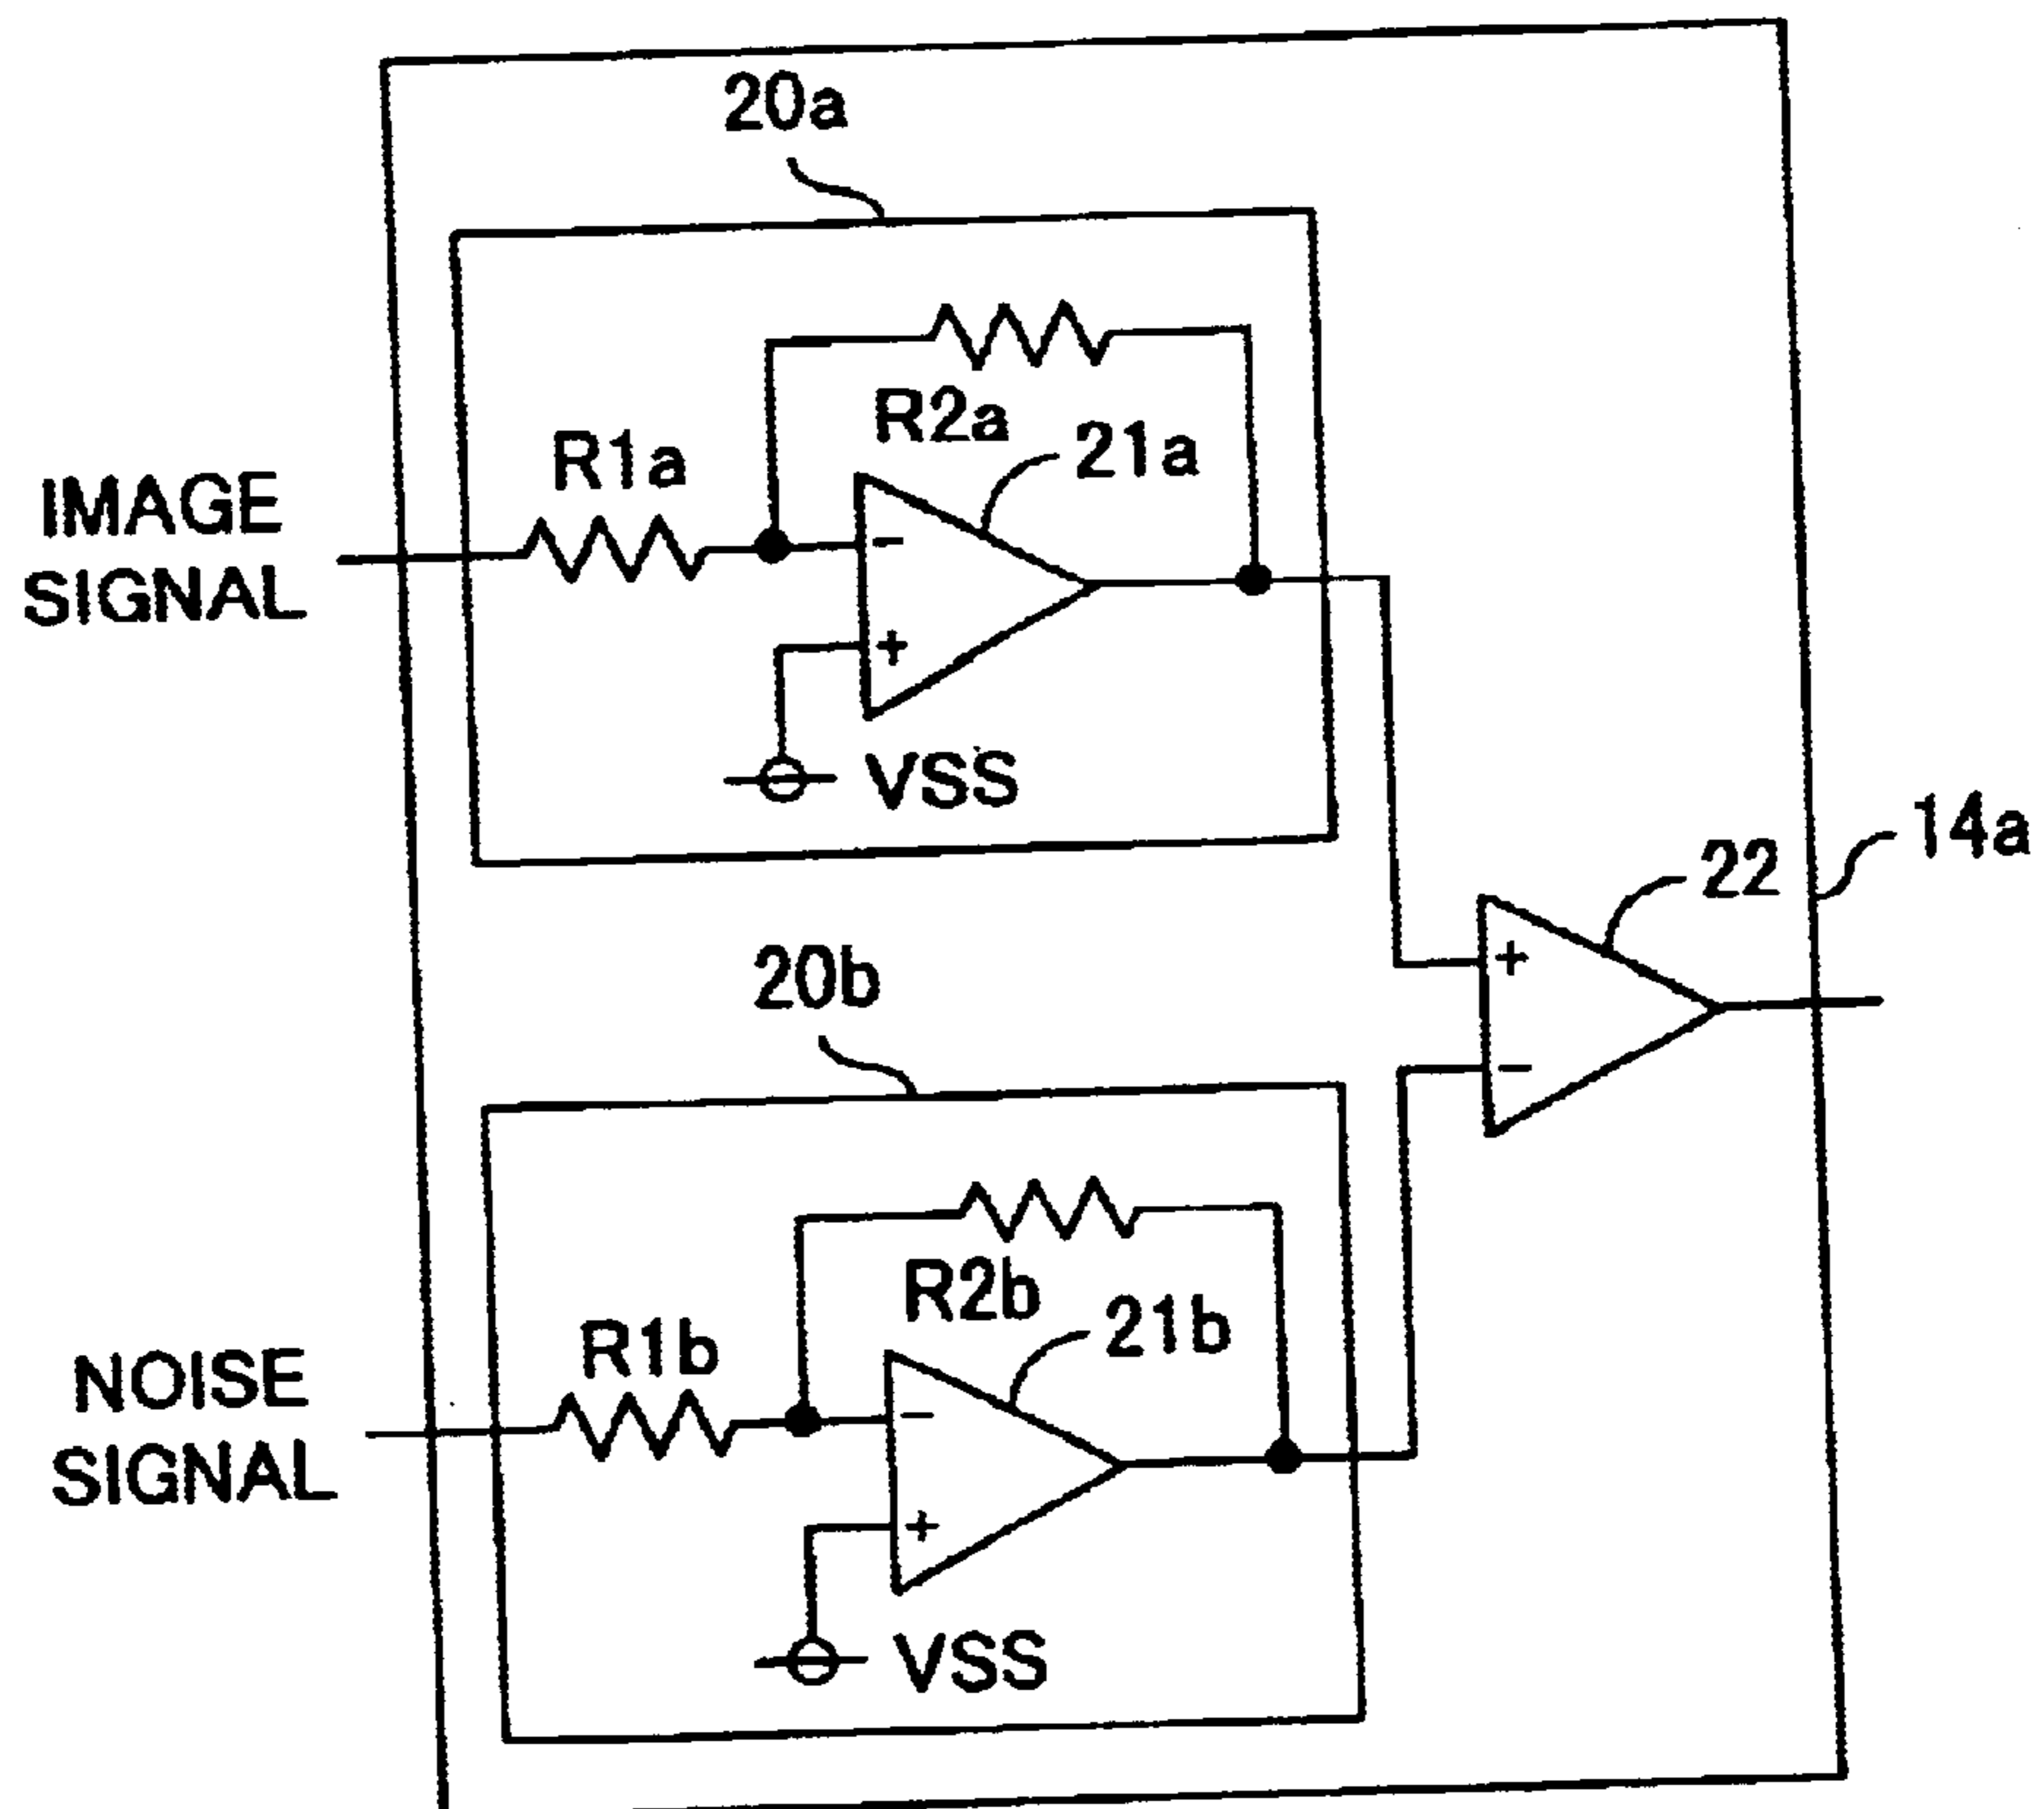 20a
R2a
21a
R1a
IMAGE
SIGNAL
-
+
VSS
14a
22
+
-
20b
R2b
21b
R1b
NOISE
SIGNAL
-
+
VSS